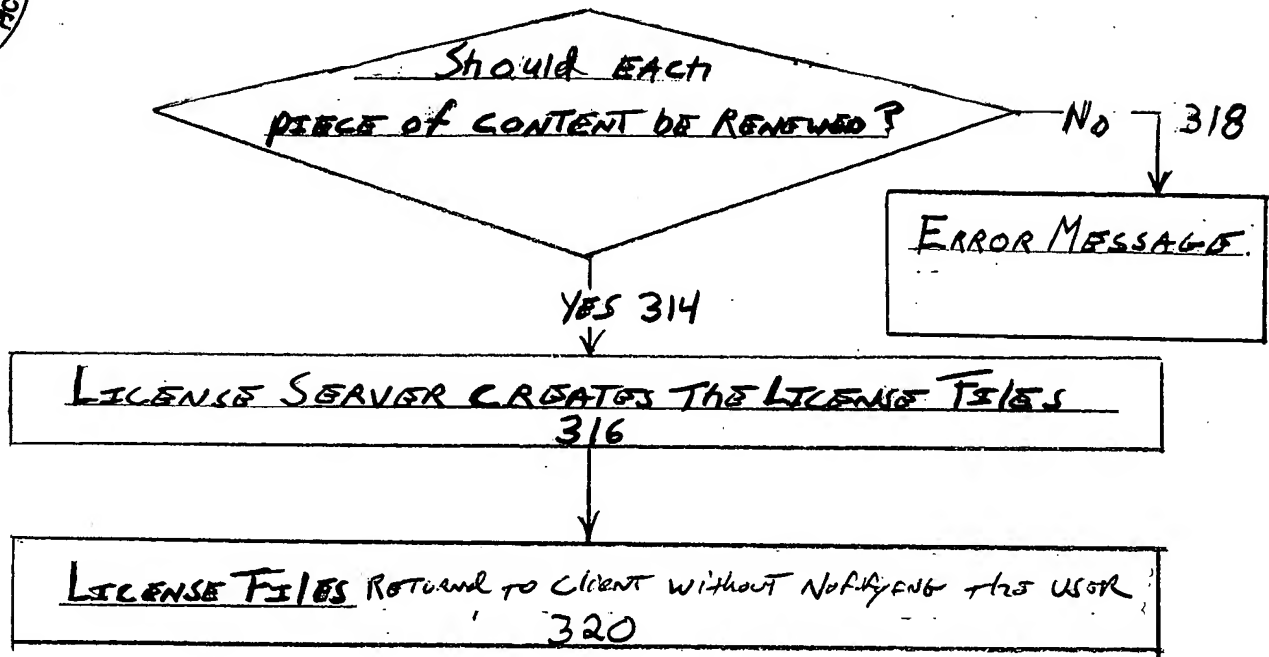 Should EACH
PIECE of CONTENT bE RENEWED?
No 318
ERROR MESSAGE.
YES 314
LICENSE SERVER CREATES ThE LICENSE FIlES
316
LICENSE FIlES RETURNd TO ClIENT WithouT NotifyING thE USER
320